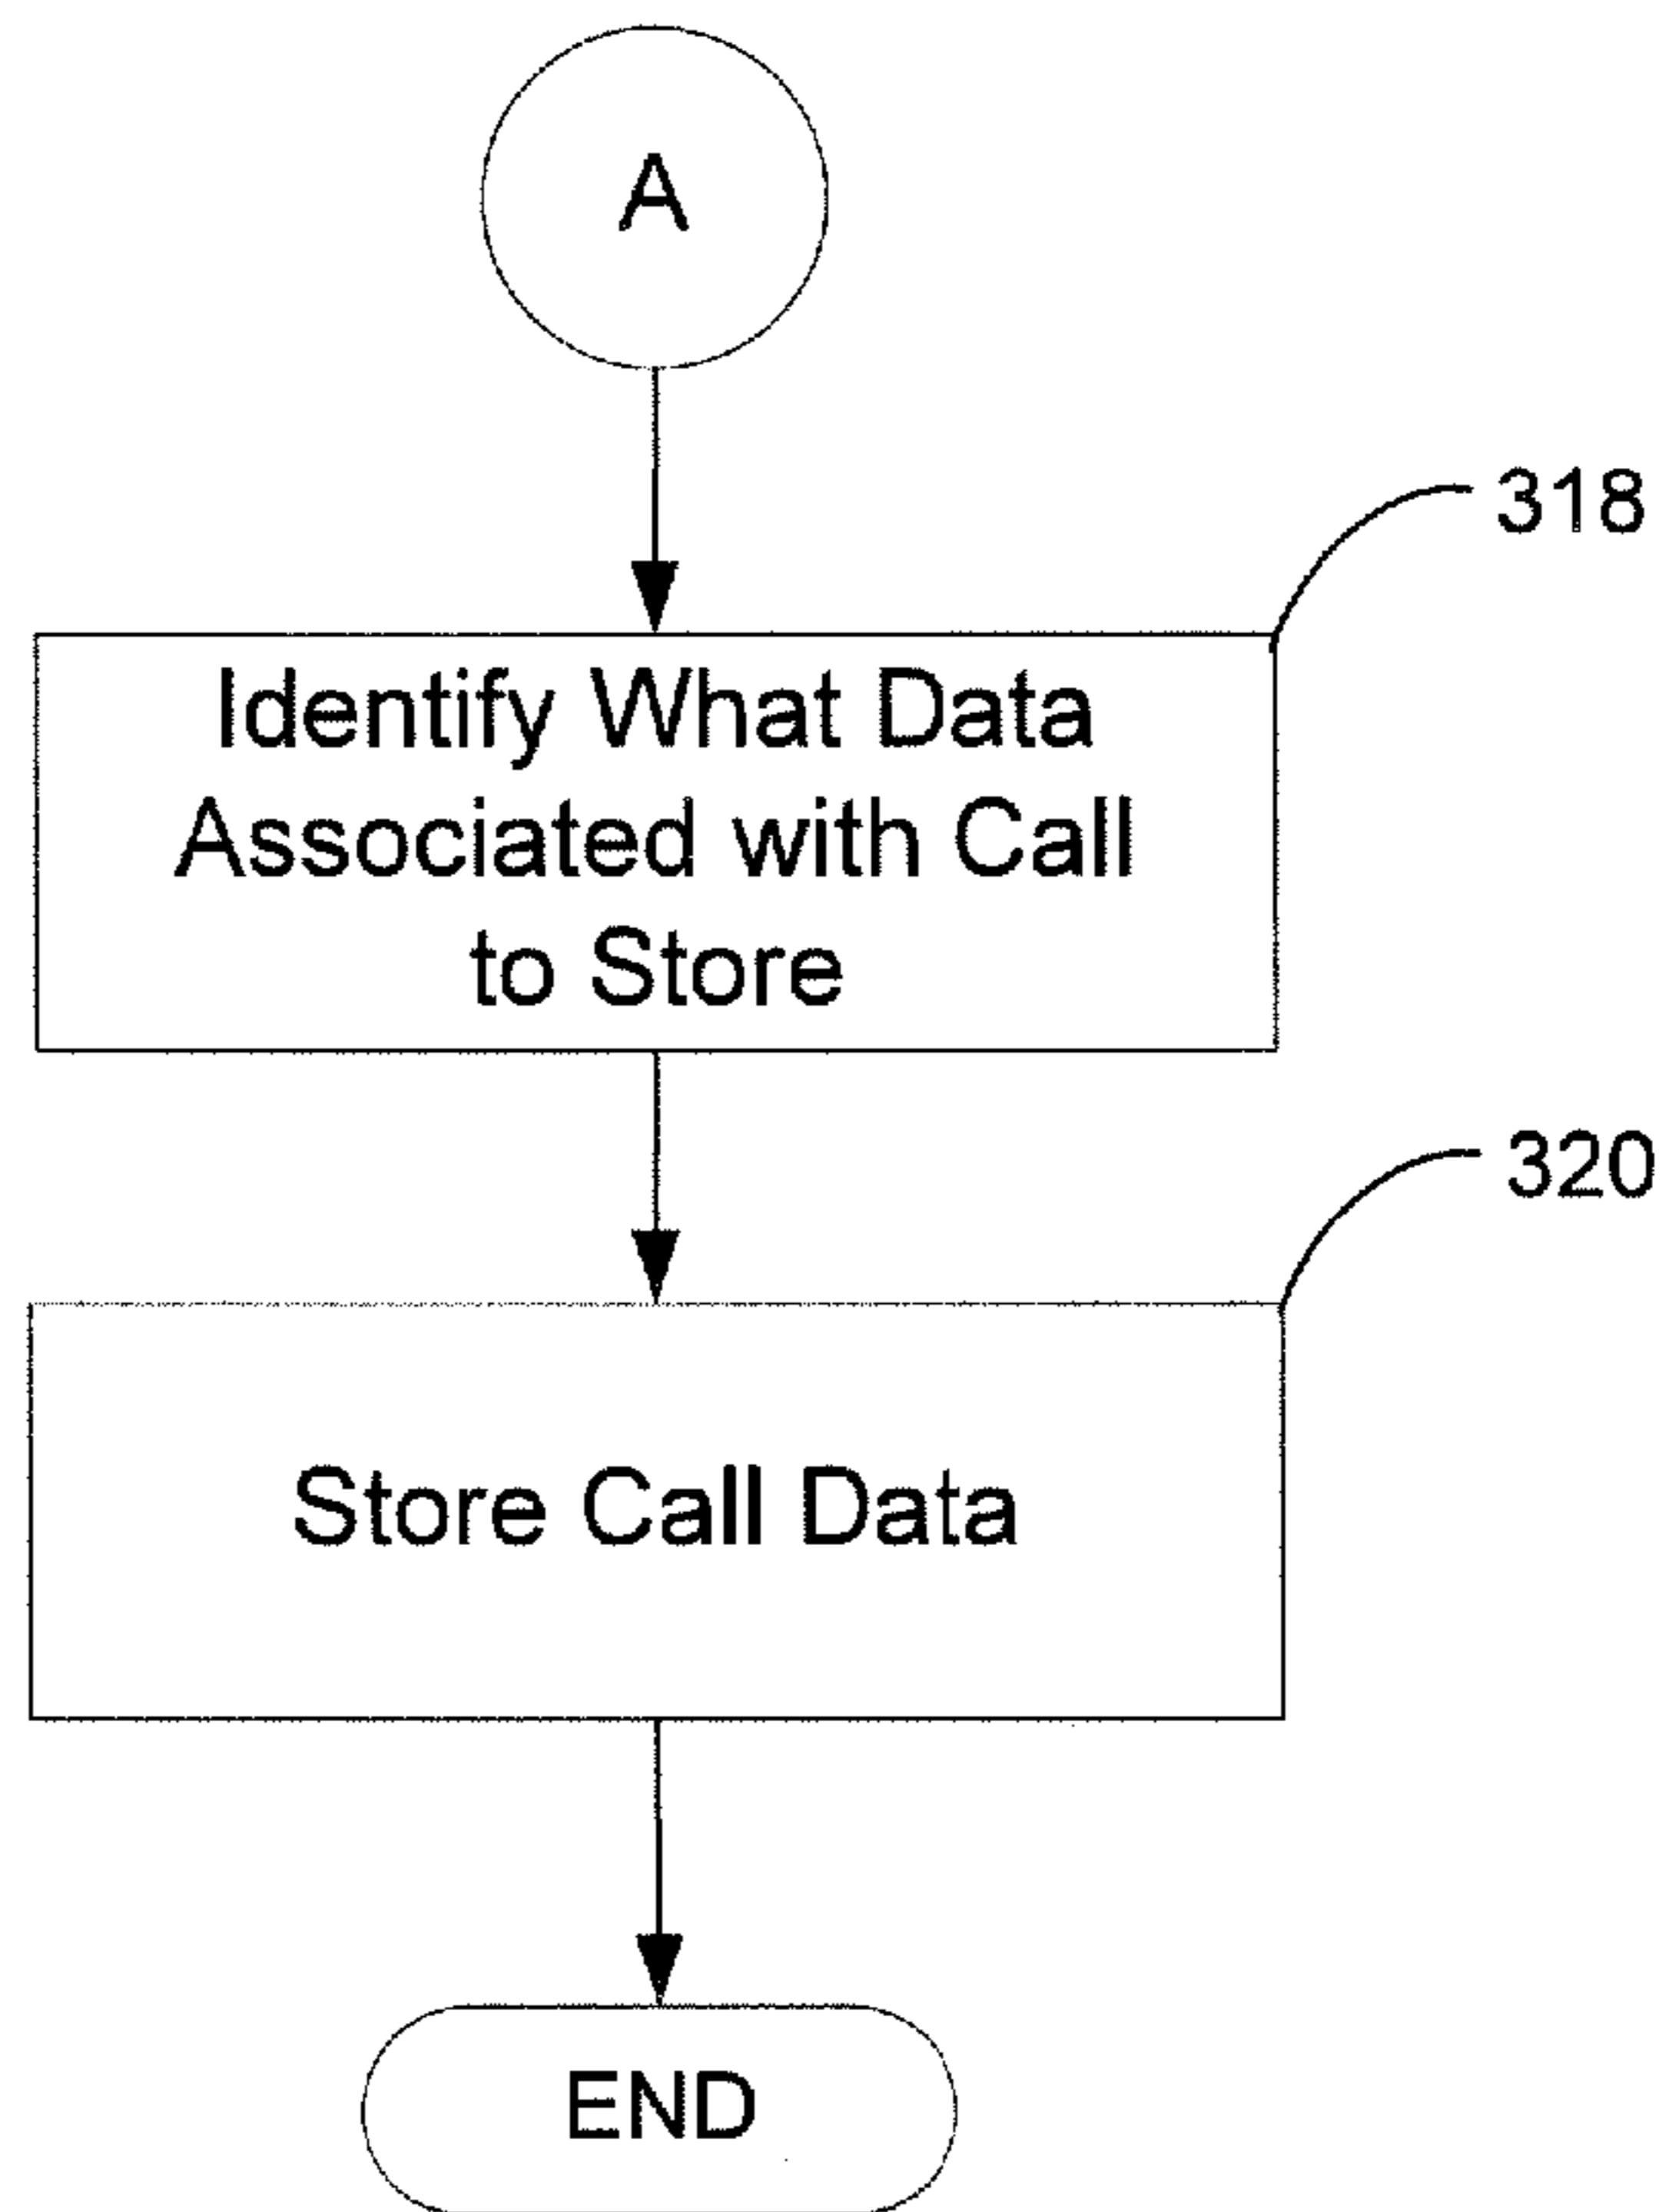 A
318
Identify What Data
Associated with Call
to Store
320
Store Call Data
END